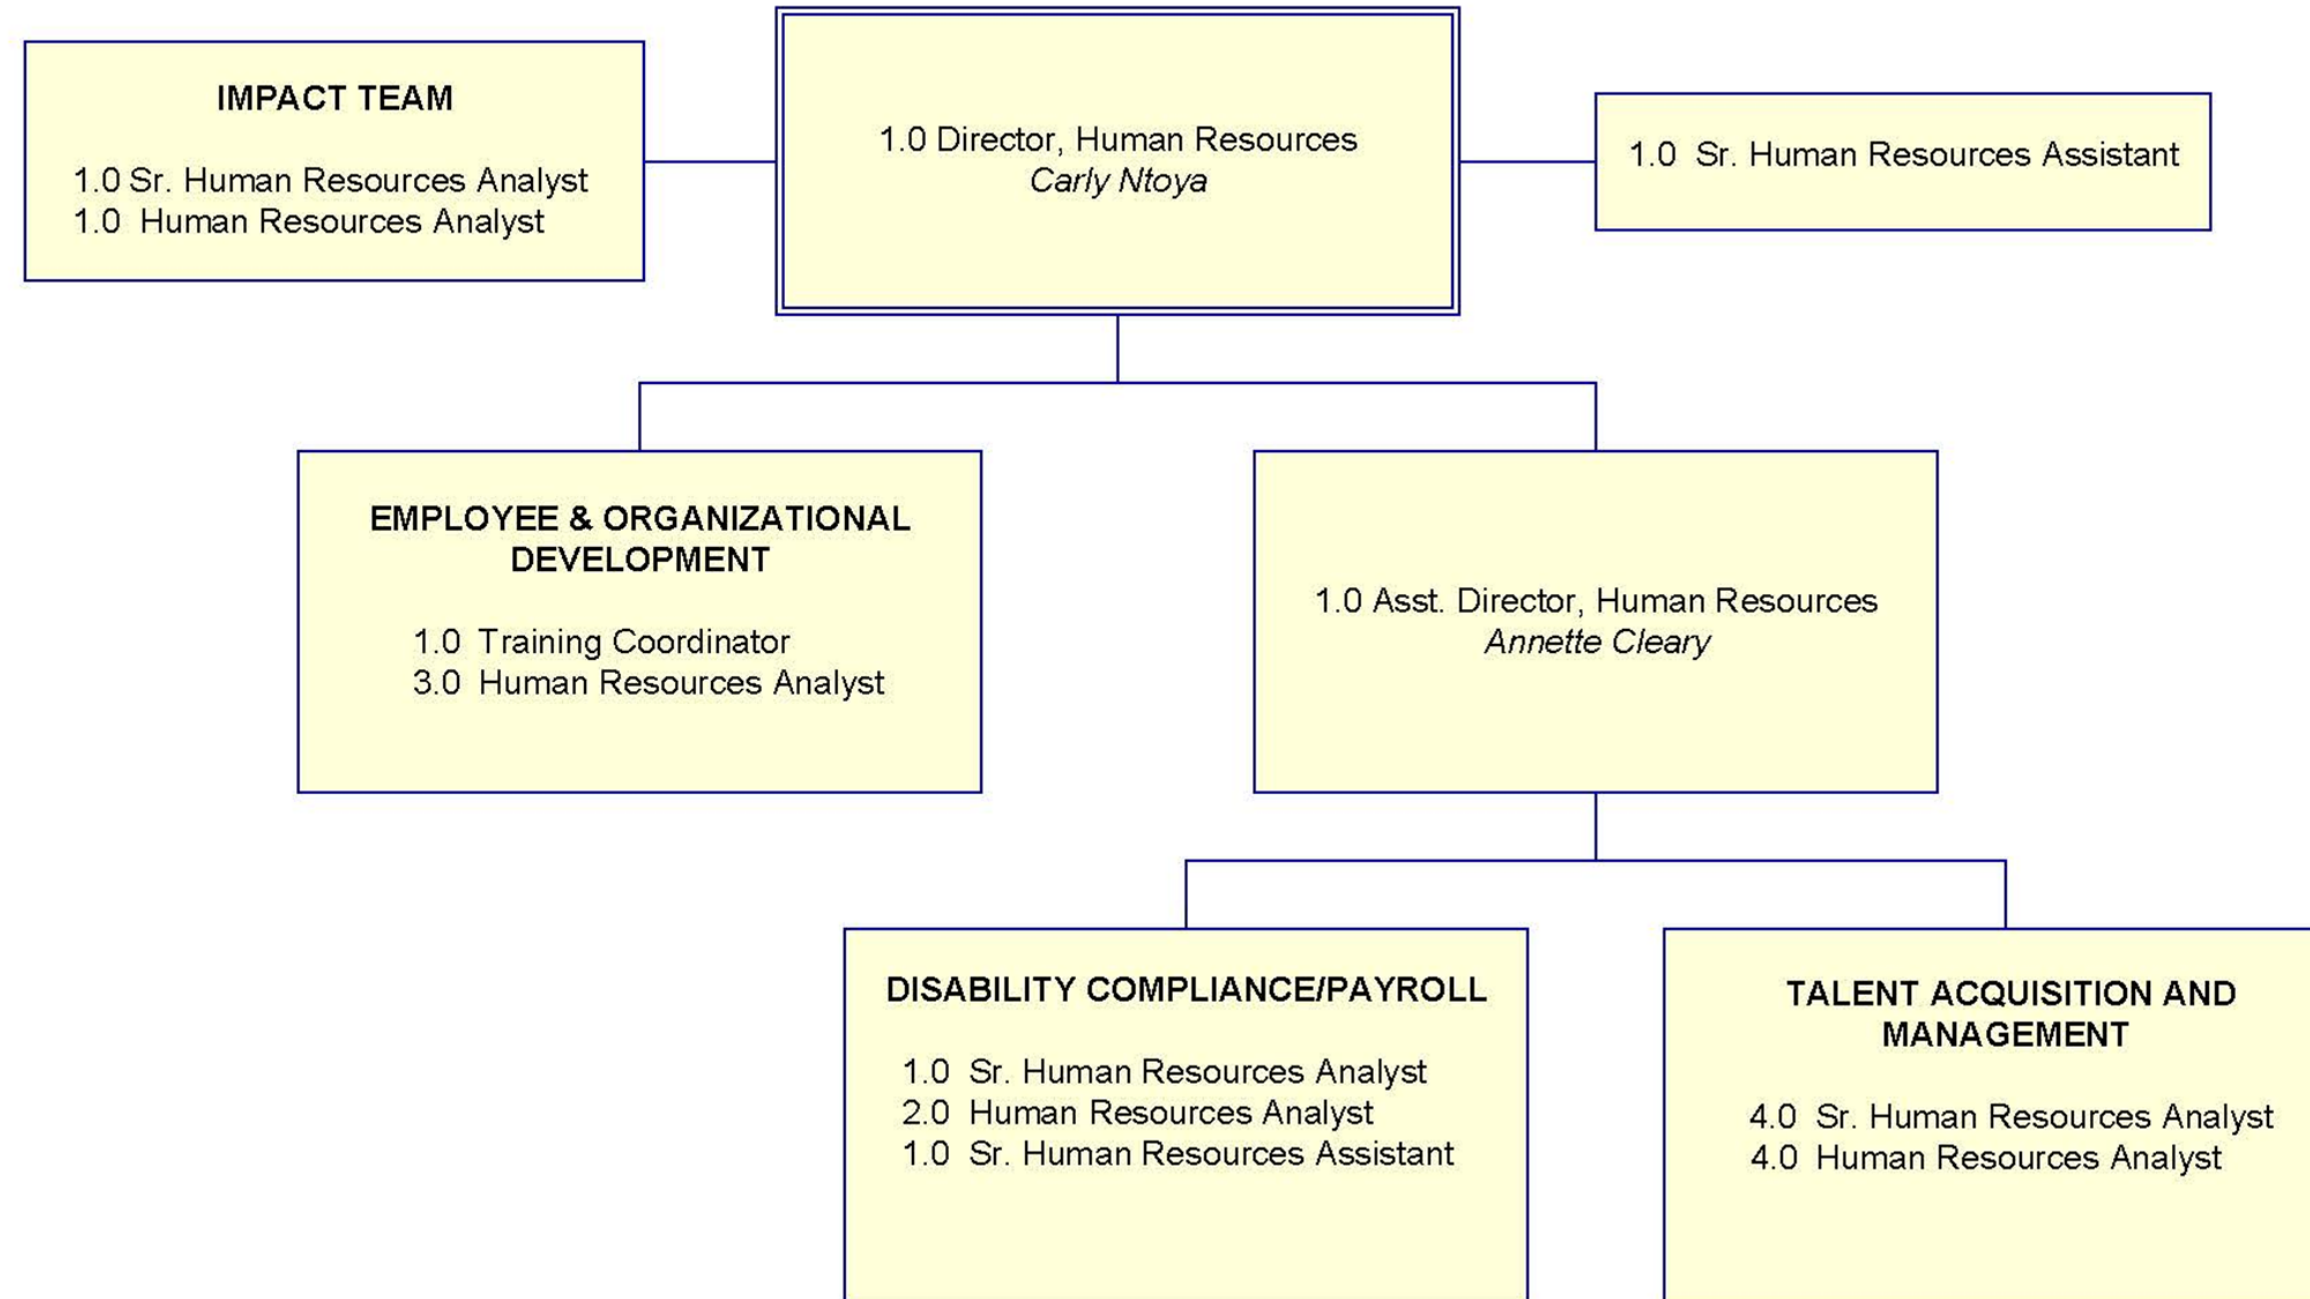 IMPACT TEAM
1.0 Sr. Human Resources Analyst
1.0 Human Resources Analyst
1.0 Director, Human Resources
Carly Ntoya
1.0 Sr. Human Resources Assistant
EMPLOYEE & ORGANIZATIONAL
DEVELOPMENT
1.0 Training Coordinator
3.0 Human Resources Analyst
1.0 Asst. Director, Human Resources
Annette Cleary
DISABILITY COMPLIANCE/PAYROLL
1.0 Sr. Human Resources Analyst
2.0 Human Resources Analyst
1.0 Sr. Human Resources Assistant
TALENT ACQUISITION AND
MANAGEMENT
4.0 Sr. Human Resources Analyst
4.0 Human Resources Analyst